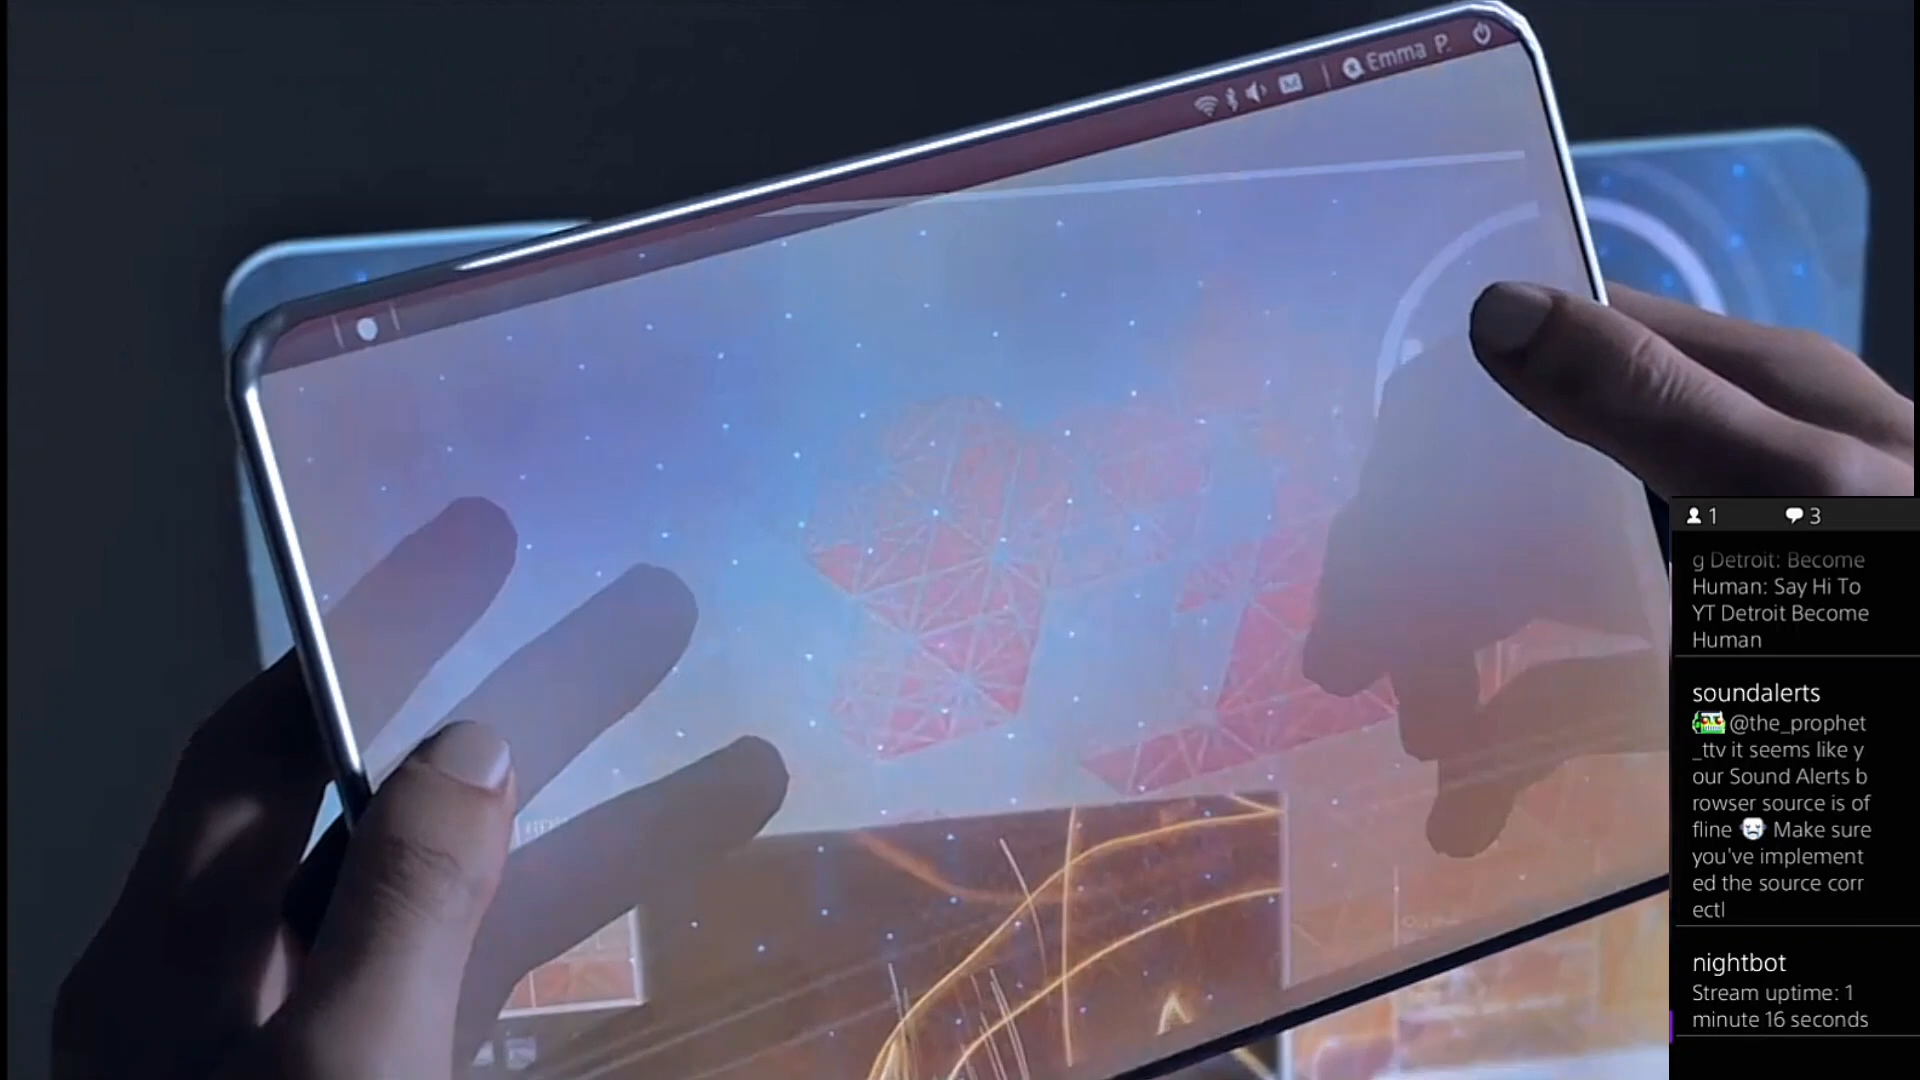 Emma P.
1 3
g Detroit: Become
Human: Say Hi To
YT Detroit Become
Human
soundalerts
@the_prophet
_ttv it seems like y
our Sound Alerts b
rowser source is of
fline Make sure
you've implement
ed the source corr
ectl
nightbot
Stream uptime: 1
minute 16 seconds